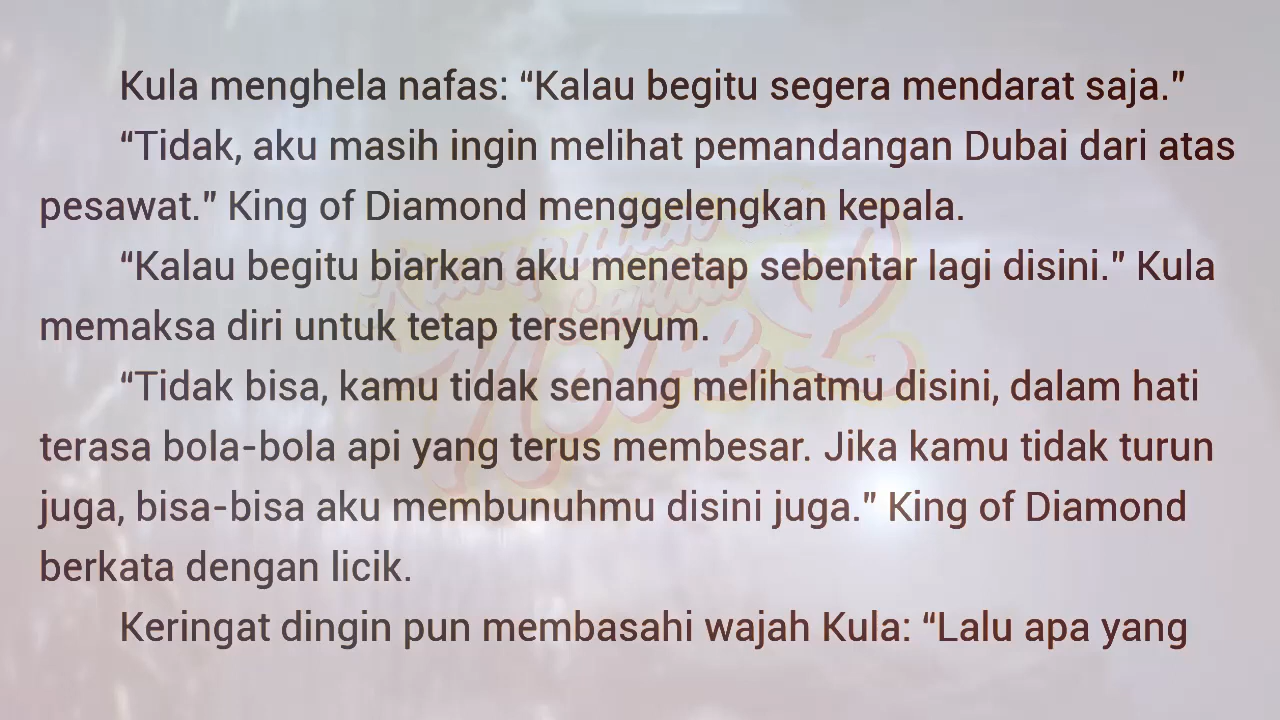 Kula menghela nafas: “Kalau begitu segera mendarat saja.”
“Tidak, aku masih ingin melihat pemandangan Dubai dari atas
pesawat.” King of Diamond menggelengkan kepala.
“Kalau begitu biarkan aku menetap sebentar lagi disini.” Kula
memaksa diri untuk tetap tersenyum.
“Tidak bisa, kamu tidak senang melihatmu disini, dalam hati
terasa bola-bola api yang terus membesar. Jika kamu tidak turun
juga, bisa-bisa aku membunuhmu disini juga.” King of Diamond
berkata dengan licik.
Keringat dingin pun membasahi wajah Kula: “Lalu apa yang